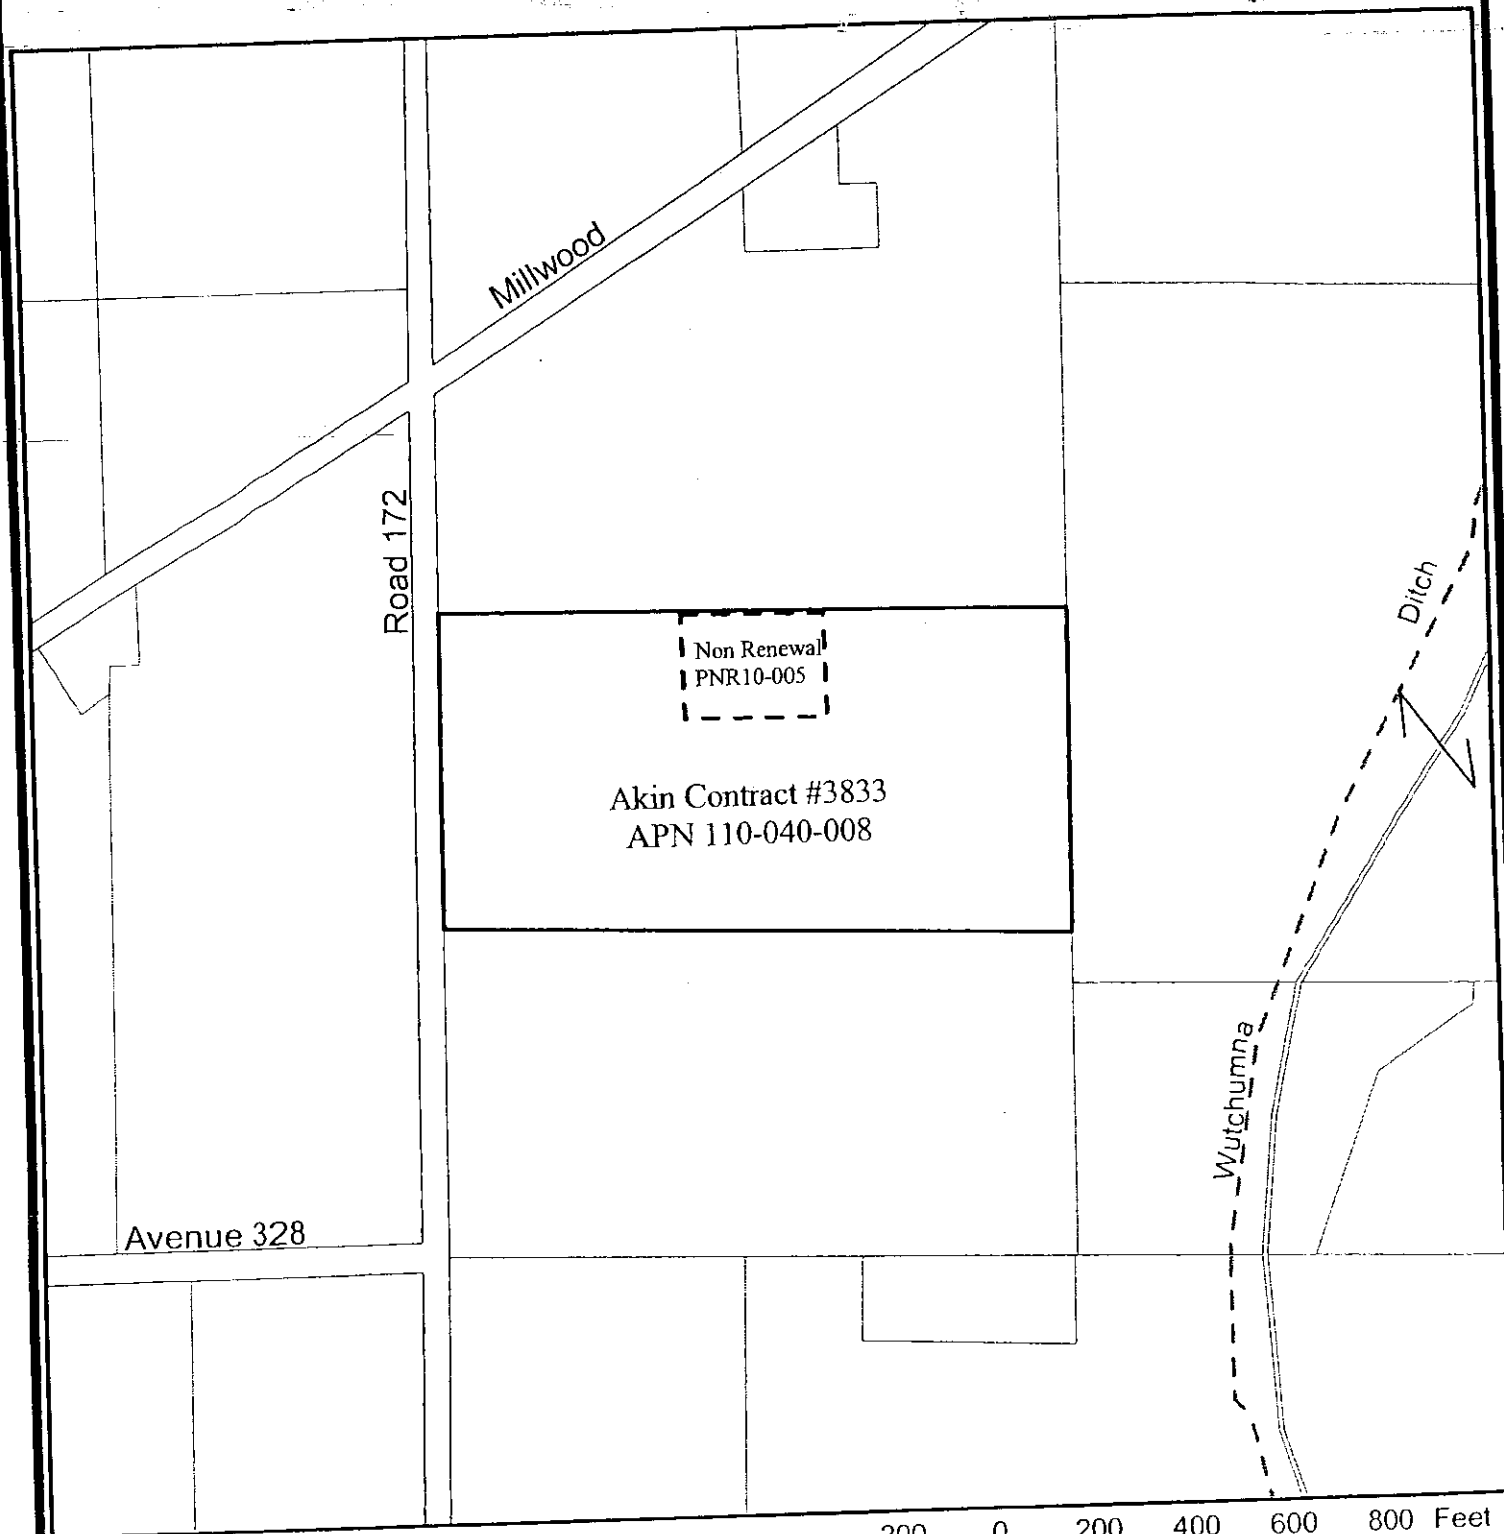 Millwood
Road 172
Ditch
Non Renewal
PNR10-005
Akin Contract #3833
APN 110-040-008
Wutchumna
Avenue 328
200 0 200 400 600 800 Feet